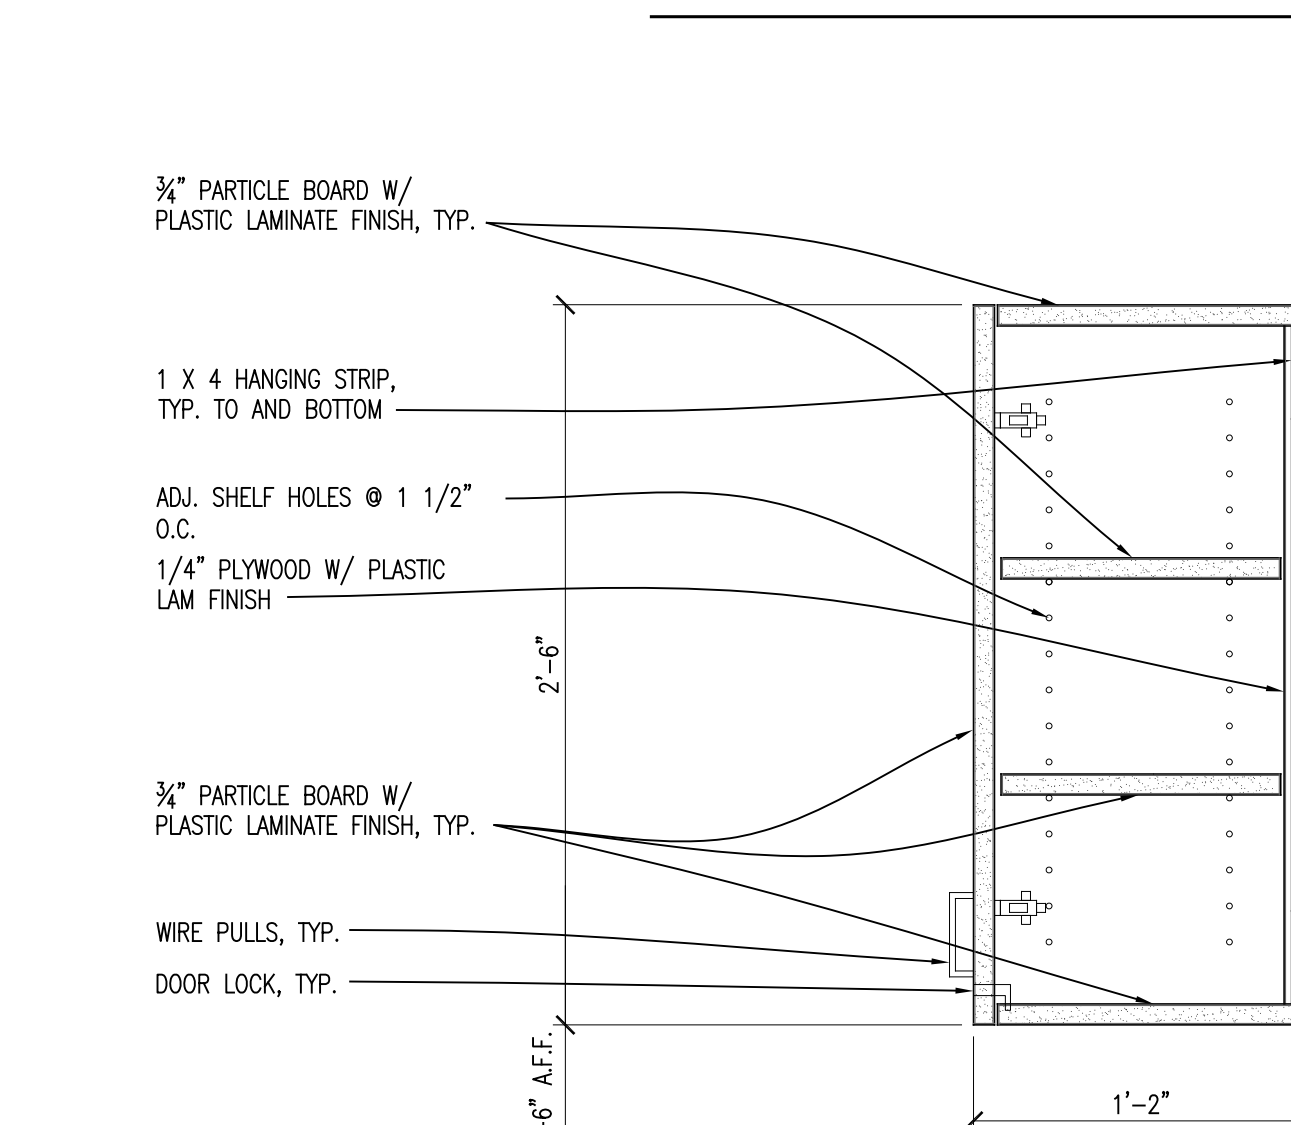 ¾" PARTICLE BOARD W/
PLASTIC LAMINATE FINISH, TYP.
1 X 4 HANGING STRIP,
TYP. TO AND BOTTOM
ADJ. SHELF HOLES @ 1 1/2"
O.C.
1/4" PLYWOOD W/ PLASTIC
LAM FINISH
2'-6"
¾" PARTICLE BOARD W/
PLASTIC LAMINATE FINISH, TYP.
WIRE PULLS, TYP.
DOOR LOCK, TYP.
-6" A.F.F.
1'-2"